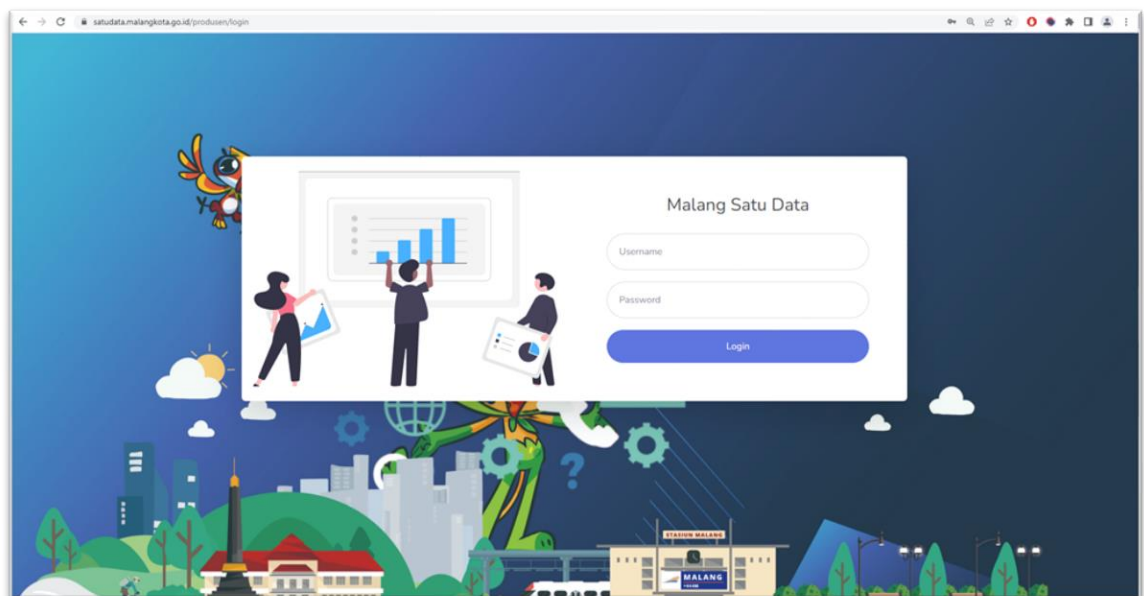 satudata.malangkota.go.id/produsen/login
Malang Satu Data
Username
Password
Login
?
STASIUN MALANG
MALANG